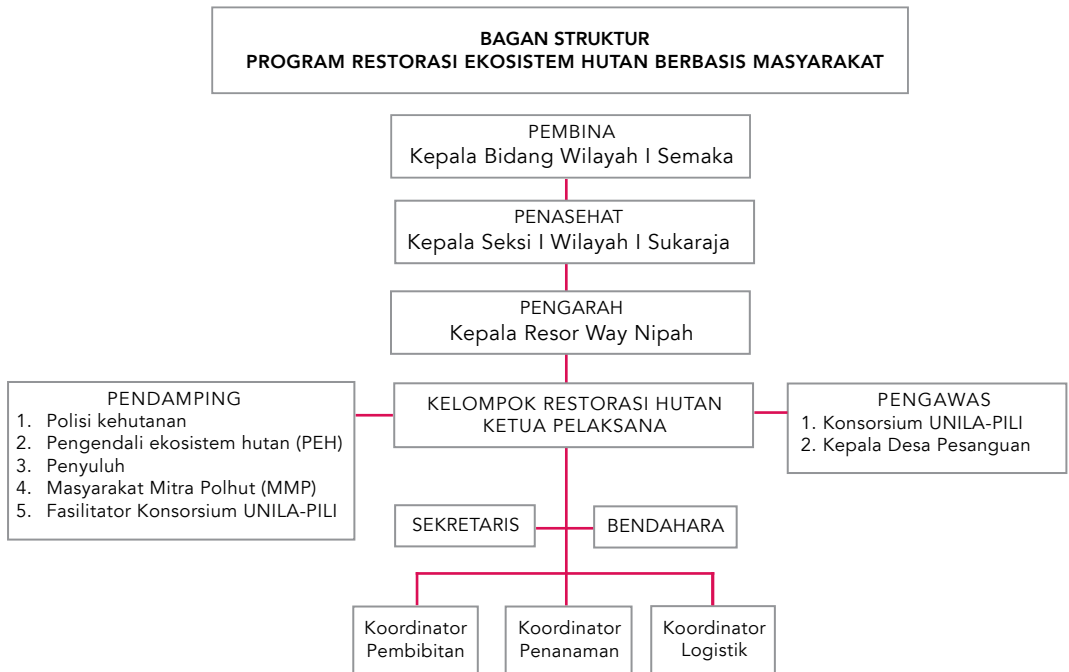 BAGAN STRUKTUR
PROGRAM RESTORASI EKOSISTEM HUTAN BERBASIS MASYARAKAT
PEMBINA
Kepala Bidang Wilayah I Semaka
PENASEHAT
Kepala Seksi I Wilayah I Sukaraja
PENGARAH
Kepala Resor Way Nipah
PENDAMPING
1. Polisi kehutanan
2. Pengendali ekosistem hutan (PEH)
3. Penyuluh
4. Masyarakat Mitra Polhut (MMP)
5. Fasilitator Konsorsium UNILA-PILI
KELOMPOK RESTORASI HUTAN
KETUA PELAKSANA
PENGAWAS
1. Konsorsium UNILA-PILI
2. Kepala Desa Pesanguan
SEKRETARIS
BENDAHARA
Koordinator
Pembibitan
Koordinator
Penanaman
Koordinator
Logistik